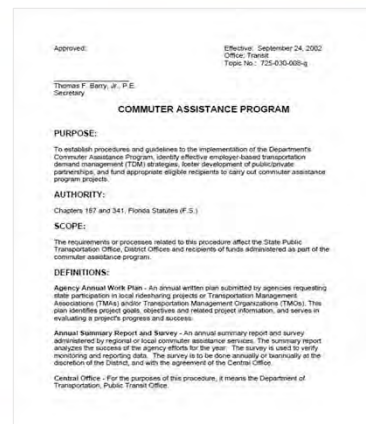 Approved:
Effective: September 24, 2002
Office: Transit
Topic No.: 725-030-008-g
Thomas F. Barry, Jr., P.E.
Secretary
COMMUTER ASSISTANCE PROGRAM
PURPOSE:
To establish procedures and guidelines to the implementation of the Department's
Commuter Assistance Program, identify effective employer-based transportation
demand management (TDM) strategies, foster development of public/private
partnerships, and fund appropriate eligible recipients to carry out commuter assistance
program projects.
AUTHORITY:
Chapters 187 and 341, Florida Statutes (F.S.)
SCOPE:
The requirements or processes related to this procedure affect the State Public
Transportation Office, District Offices and recipients of funds administered as part of the
commuter assistance program.
DEFINITIONS:
Agency Annual Work Plan - An annual written plan submitted by agencies requesting
state participation in local ridesharing projects or Transportation Management
Associations (TMAs) and/or Transportation Management Organizations (TMOs). This
plan identifies project goals, objectives and related project information, and serves in
evaluating a project's progress and success.
Annual Summary Report and Survey - An annual summary report and survey
administered by regional or local commuter assistance services. The summary report
analyzes the success of the agency efforts for the year. The survey is used to verify
monitoring and reporting data. The survey is to be done annually or biannually at the
discretion of the District, and with the agreement of the Central Office.
Central Office - For the purposes of this procedure, it means the Department of
Transportation, Public Transit Office.